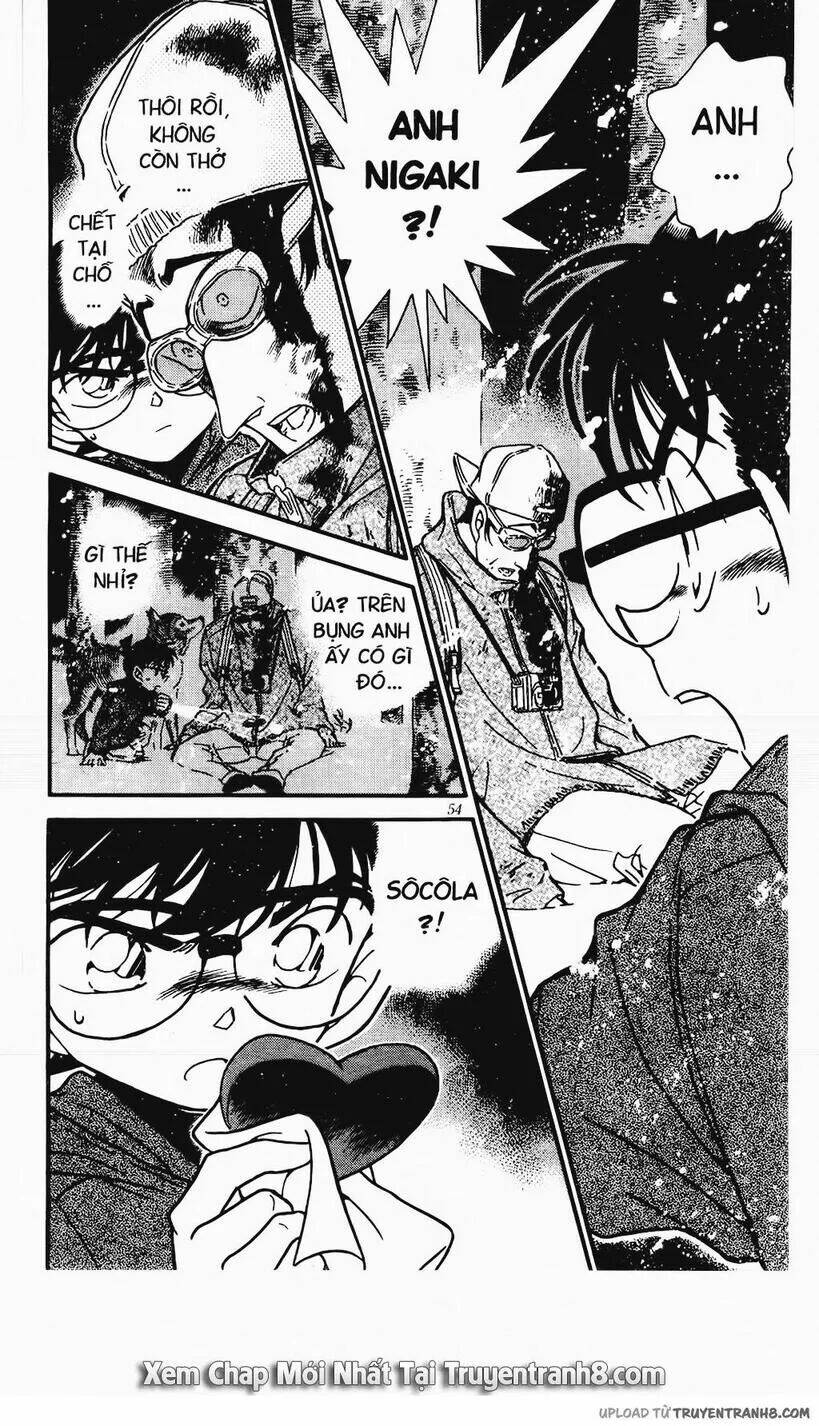 ANH
...
ANH
NIGAKI
?!
THÔI RỒI,
KHÔNG
CÒN THỞ
...
CHẾT
TẠI
CHỖ
...
GÌ THẾ
NHỈ?
ỦA? TRÊN
BỤNG ANH
ẤY CÓ GÌ
ĐÓ...
54
SÔCÔLA
?!
Xem Chap Mới Nhất Tại Truyentranh8.com
UPLOAD TỪ TRUYENTRANH8.COM